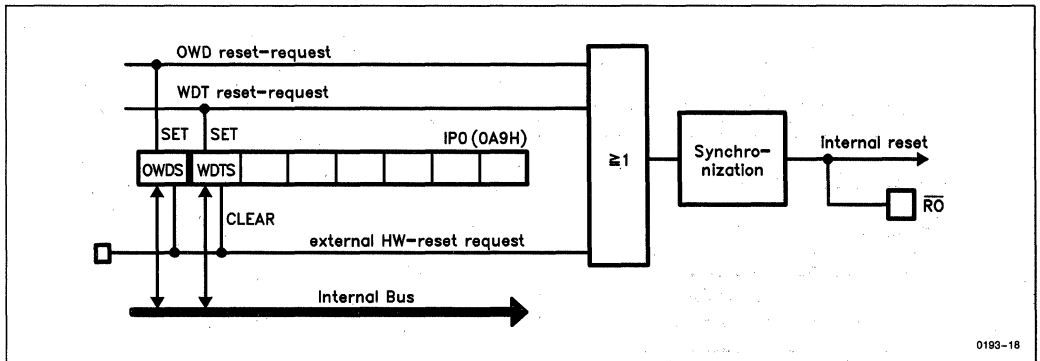 OWD reset-request
WDT reset-request
SET SET
IP0 (0A9H)
OWDS WDTS
CLEAR
external HW-reset request
Internal Bus
≥1
Synchro-
nization
Internal reset
RO
0193-18